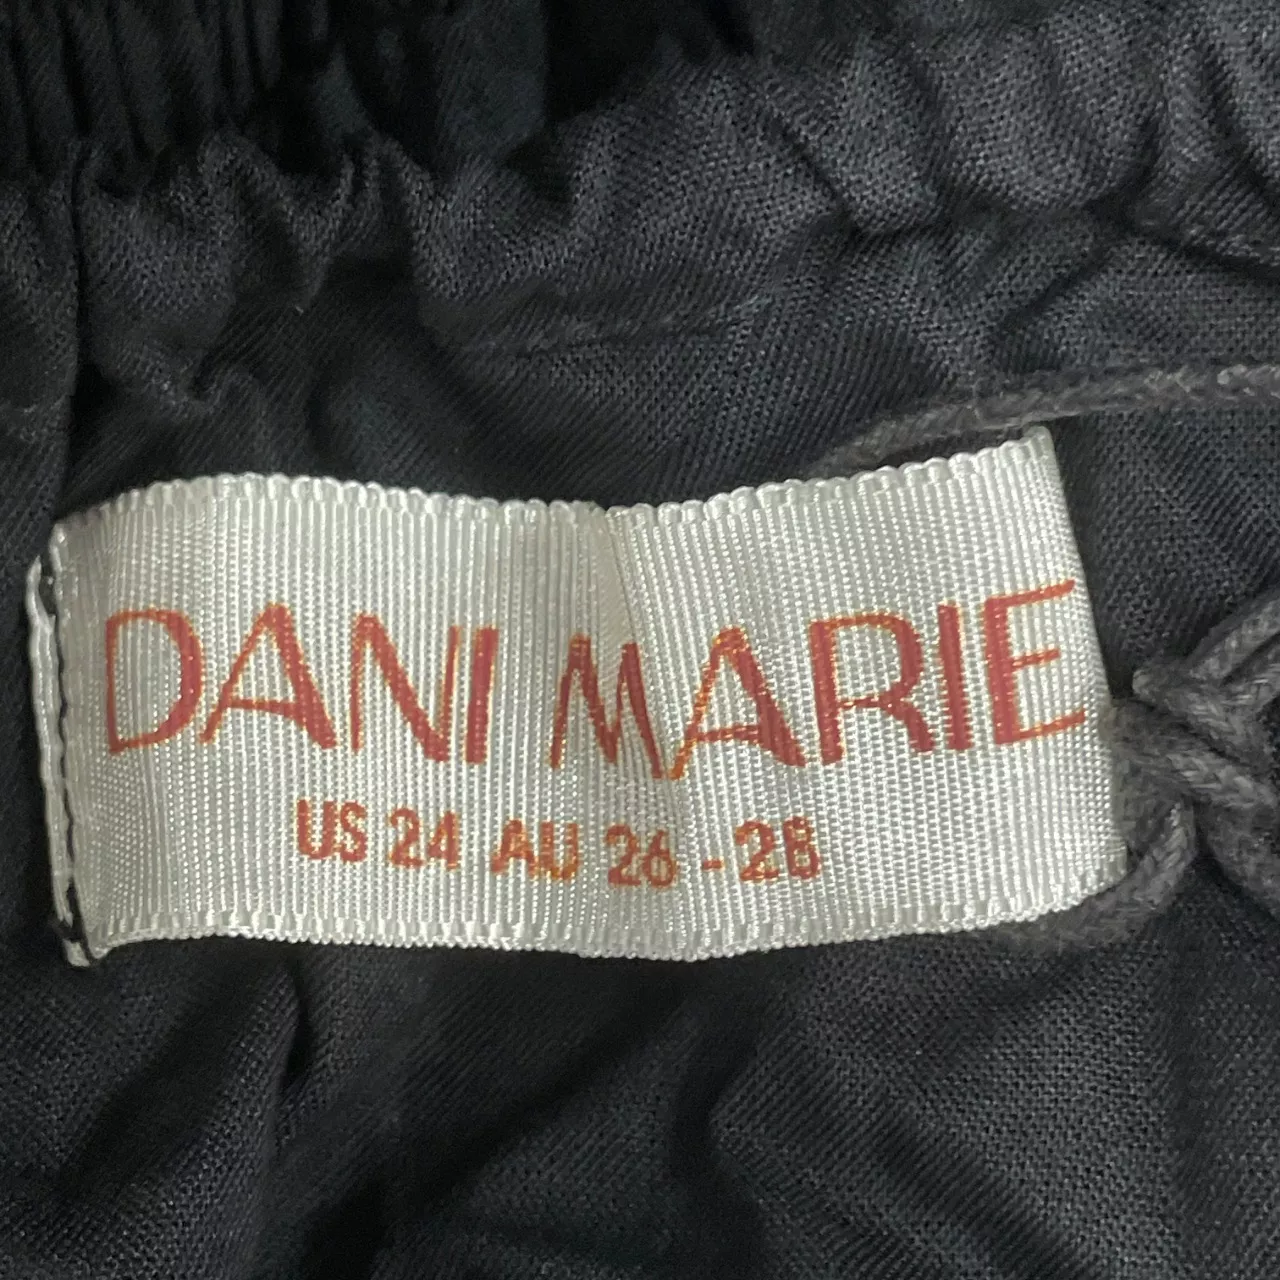 DANI MARIE
US 24 AU 26 - 28